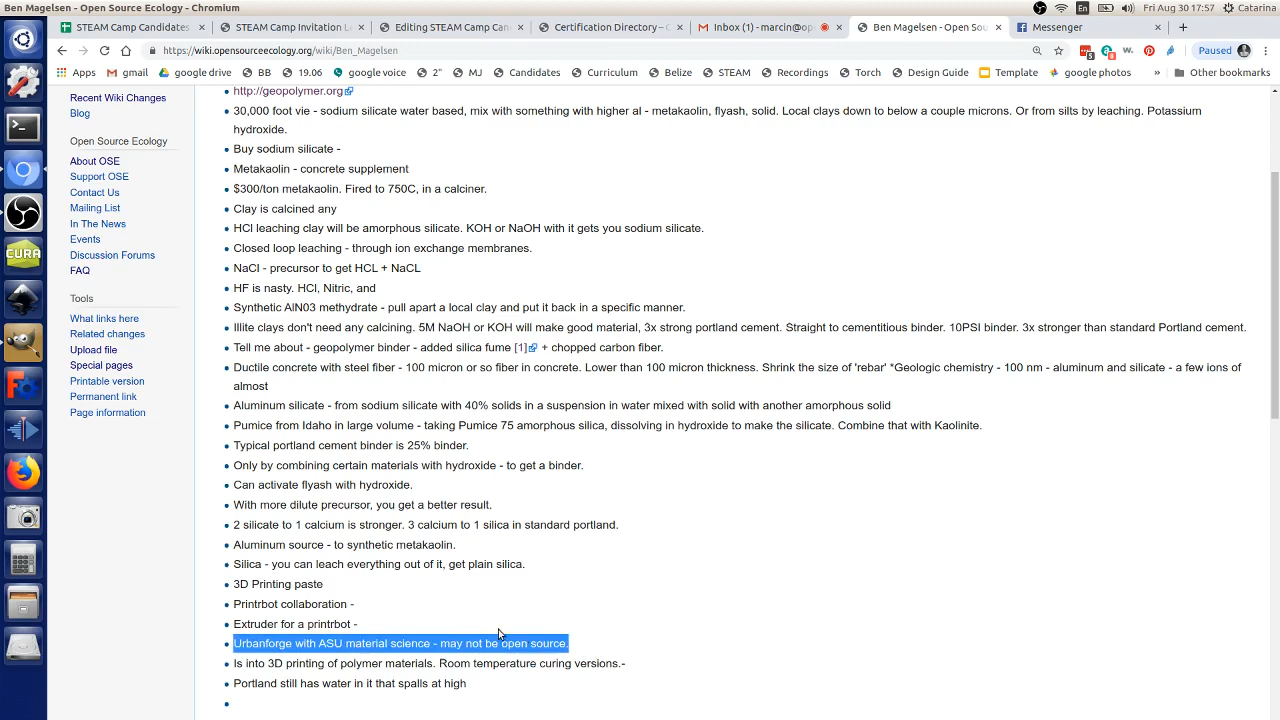 Ben Magelsen - Open Source Ecology - Chromium
En
Fri Aug 30 17:57
Catarina
STEAM Camp Candidates
STEAM Camp Invitation L
Editing STEAM Camp Can
Certification Directory – O
Inbox (1) - marcin@op
Ben Magelsen - Open Sou
Messenger
https://wiki.opensourceecology.org/wiki/Ben_Magelsen
Paused
Apps
gmail
google drive
BB
19.06
google voice
2"
MJ
Candidates
Curriculum
Belize
STEAM
Recordings
Torch
Design Guide
Template
google photos
»
Other bookmarks
Recent Wiki Changes
Blog
Open Source Ecology
About OSE
Support OSE
Contact Us
Mailing List
In The News
Events
Discussion Forums
FAQ
Tools
What links here
Related changes
Upload file
Special pages
Printable version
Permanent link
Page information
http://geopolymer.org
30,000 foot vie - sodium silicate water based, mix with something with higher al - metakaolin, flyash, solid. Local clays down to below a couple microns. Or from silts by leaching. Potassium
hydroxide.
Buy sodium silicate -
Metakaolin - concrete supplement
$300/ton metakaolin. Fired to 750C, in a calciner.
Clay is calcined any
HCl leaching clay will be amorphous silicate. KOH or NaOH with it gets you sodium silicate.
Closed loop leaching - through ion exchange membranes.
NaCl - precursor to get HCL + NaCL
HF is nasty. HCl, Nitric, and
Synthetic AlN03 methydrate - pull apart a local clay and put it back in a specific manner.
Illite clays don't need any calcining. 5M NaOH or KOH will make good material, 3x strong portland cement. Straight to cementitious binder. 10PSI binder. 3x stronger than standard Portland cement.
Tell me about - geopolymer binder - added silica fume [1] + chopped carbon fiber.
Ductile concrete with steel fiber - 100 micron or so fiber in concrete. Lower than 100 micron thickness. Shrink the size of 'rebar' *Geologic chemistry - 100 nm - aluminum and silicate - a few ions of
almost
Aluminum silicate - from sodium silicate with 40% solids in a suspension in water mixed with solid with another amorphous solid
Pumice from Idaho in large volume - taking Pumice 75 amorphous silica, dissolving in hydroxide to make the silicate. Combine that with Kaolinite.
Typical portland cement binder is 25% binder.
Only by combining certain materials with hydroxide - to get a binder.
Can activate flyash with hydroxide.
With more dilute precursor, you get a better result.
2 silicate to 1 calcium is stronger. 3 calcium to 1 silica in standard portland.
Aluminum source - to synthetic metakaolin.
Silica - you can leach everything out of it, get plain silica.
3D Printing paste
Printrbot collaboration -
Extruder for a printrbot -
Urbanforge with ASU material science - may not be open source.
Is into 3D printing of polymer materials. Room temperature curing versions.-
Portland still has water in it that spalls at high
CURA